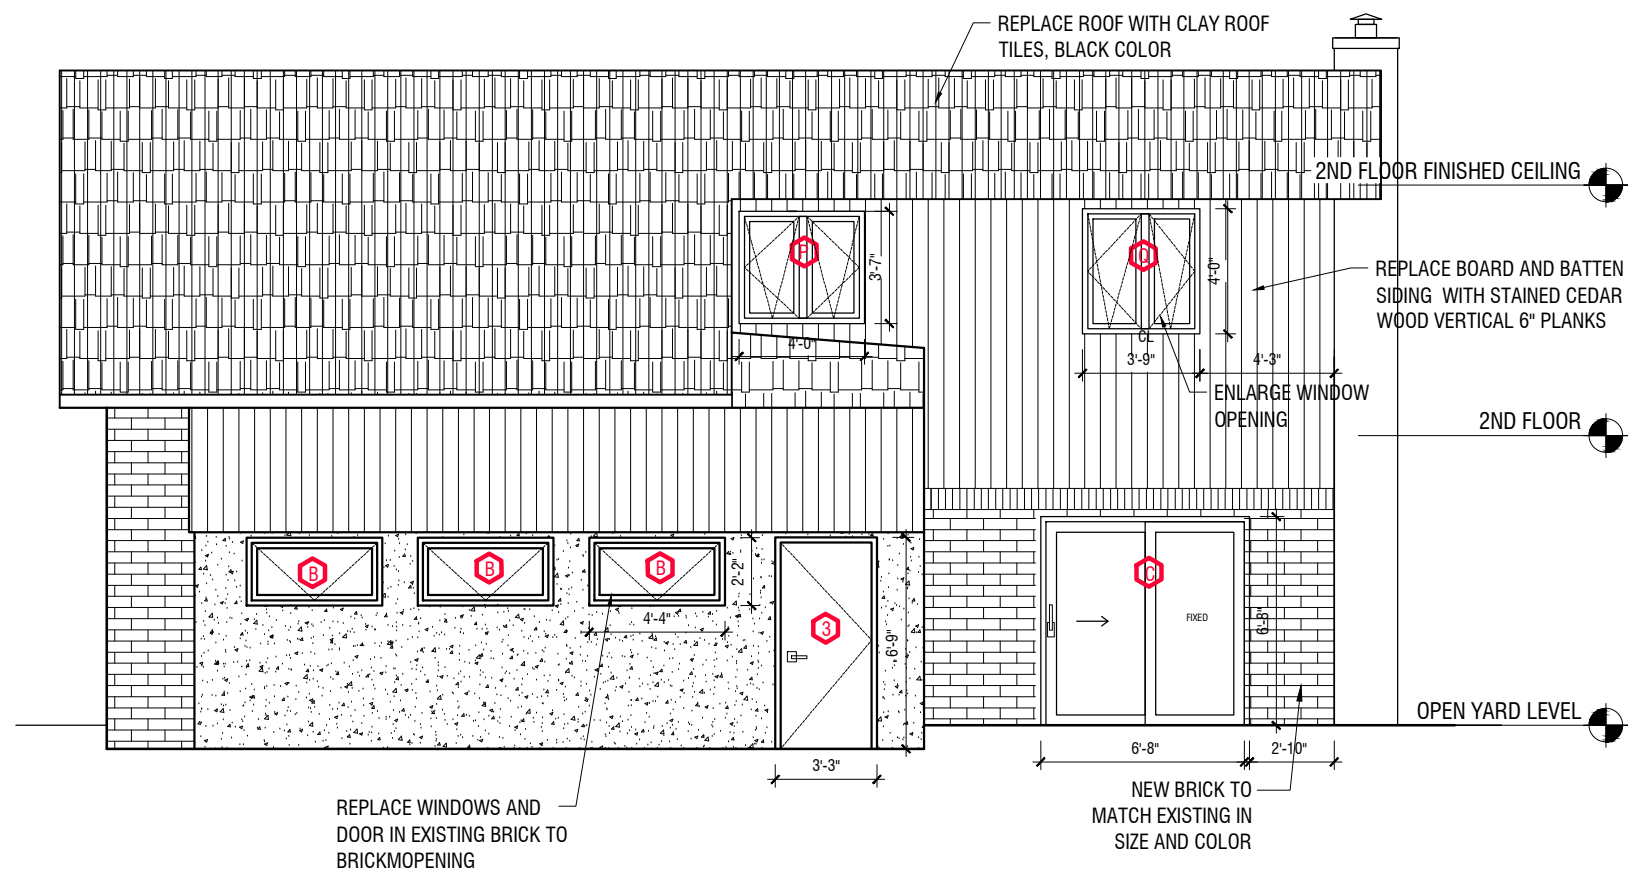 REPLACE ROOF WITH CLAY ROOF
TILES, BLACK COLOR
2ND FLOOR FINISHED CEILING
P
3'-7"
4'-0"
Q
4'-0"
CL
3'-9"
4'-3"
REPLACE BOARD AND BATTEN
SIDING WITH STAINED CEDAR
WOOD VERTICAL 6" PLANKS
ENLARGE WINDOW
OPENING
2ND FLOOR
B
B
B
2'-2"
4'-4"
3
6'-9"
C
FIXED
6'-8"
OPEN YARD LEVEL
3'-3"
6'-8"
2'-10"
REPLACE WINDOWS AND
DOOR IN EXISTING BRICK TO
BRICKMOPENING
NEW BRICK TO
MATCH EXISTING IN
SIZE AND COLOR